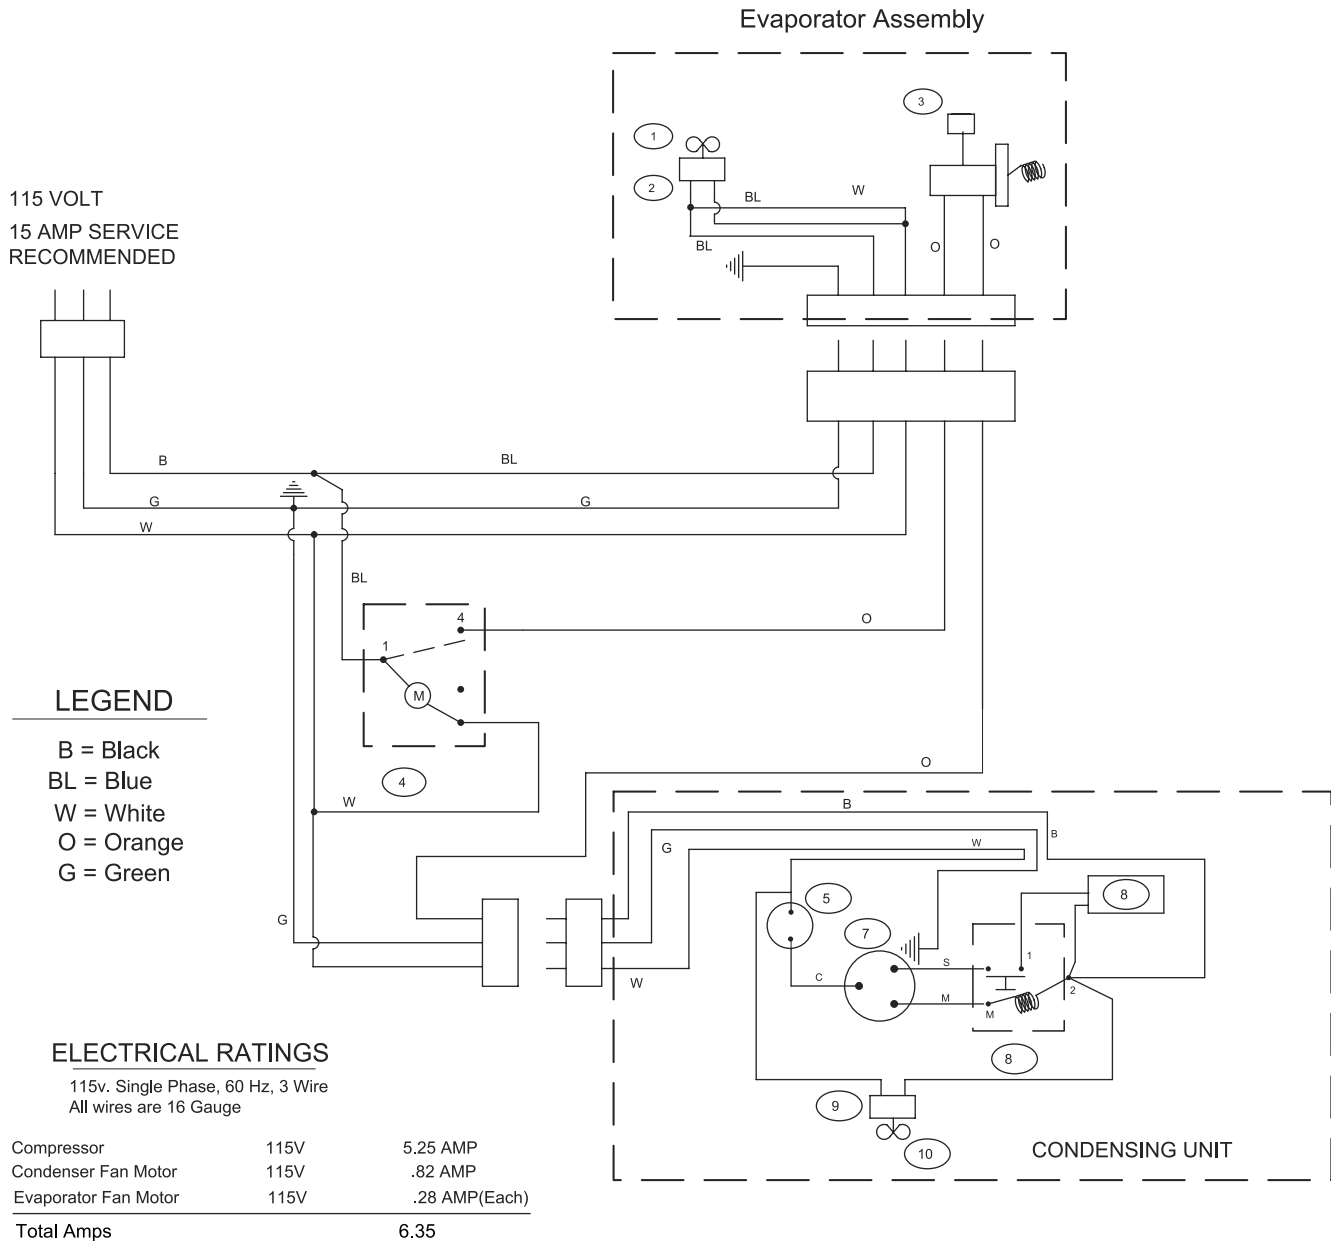 Evaporator Assembly
3
1
2
BL
W
BL
O
O
115 VOLT
15 AMP SERVICE
RECOMMENDED
B
BL
G
G
W
BL
4
O
1
M
4
LEGEND
B = Black
BL = Blue
W = White
O = Orange
G = Green
O
W
B
B
G
W
5
8
G
7
S
1
C
W
M
2
M
8
9
10
CONDENSING UNIT
ELECTRICAL RATINGS
115v. Single Phase, 60 Hz, 3 Wire
All wires are 16 Gauge
Compressor 115V 5.25 AMP
Condenser Fan Motor 115V .82 AMP
Evaporator Fan Motor 115V .28 AMP(Each)
Total Amps 6.35